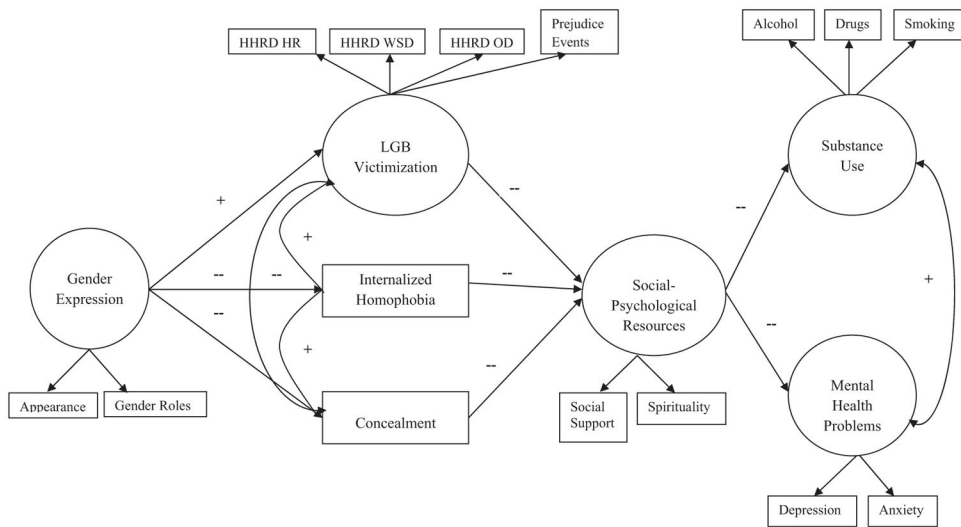 HHRD HR
HHRD WSD
HHRD OD
Prejudice
Events
Alcohol
Drugs
Smoking
LGB
Victimization
Substance
Use
+
--
--
+
Gender
Expression
--
--
Internalized
Homophobia
--
Social-
Psychological
Resources
+
--
+
--
--
Appearance
Gender Roles
Concealment
Social
Support
Spirituality
Mental
Health
Problems
Depression
Anxiety